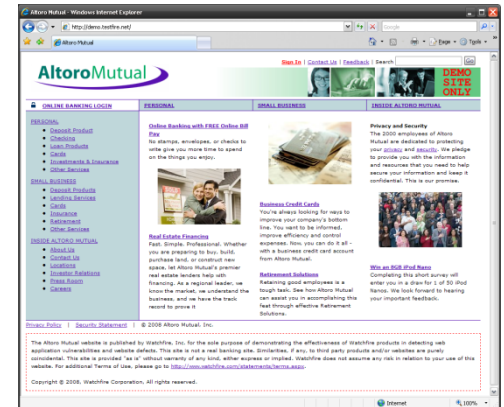 Altoro Mutual - Windows Internet Explorer
http://demo.testfire.net/
Google
Altoro Mutual
Page
Tools
Sign In | Contact Us | Feedback | Search
Go
AltoroMutual
DEMO
SITE
ONLY
ONLINE BANKING LOGIN
PERSONAL
SMALL BUSINESS
INSIDE ALTORO MUTUAL
PERSONAL
Deposit Product
Checking
Loan Products
Cards
Investments & Insurance
Other Services
SMALL BUSINESS
Deposit Products
Lending Services
Cards
Insurance
Retirement
Other Services
INSIDE ALTORO MUTUAL
About Us
Contact Us
Locations
Investor Relations
Press Room
Careers
Online Banking with FREE Online Bill
Pay
No stamps, envelopes, or checks to
write give you more time to spend
on the things you enjoy.
Real Estate Financing
Fast. Simple. Professional. Whether
you are preparing to buy, build,
purchase land, or construct new
space, let Altoro Mutual's premier
real estate lenders help with
financing. As a regional leader, we
know the market, we understand the
business, and we have the track
record to prove it
Business Credit Cards
You're always looking for ways to
improve your company's bottom
line. You want to be informed,
improve efficiency and control
expenses. Now, you can do it all -
with a business credit card account
from Altoro Mutual.
Retirement Solutions
Retaining good employees is a
tough task. See how Altoro Mutual
can assist you in accomplishing this
feat through effective Retirement
Solutions.
Privacy and Security
The 2000 employees of Altoro
Mutual are dedicated to protecting
your privacy and security. We pledge
to provide you with the information
and resources that you need to help
secure your information and keep it
confidential. This is our promise.
Win an 8GB iPod Nano
Completing this short survey will
enter you in a draw for 1 of 50 iPod
Nanos. We look forward to hearing
your important feedback.
Privacy Policy | Security Statement | © 2008 Altoro Mutual, Inc.
The Altoro Mutual website is published by Watchfire, Inc. for the sole purpose of demonstrating the effectiveness of Watchfire products in detecting web
application vulnerabilities and website defects. This site is not a real banking site. Similarities, if any, to third party products and/or websites are purely
coincidental. This site is provided "as is" without warranty of any kind, either express or implied. Watchfire does not assume any risk in relation to your use of this
website. For additional Terms of Use, please go to http://www.watchfire.com/statements/terms.aspx.
Copyright © 2008, Watchfire Corporation, All rights reserved.
Internet
100%